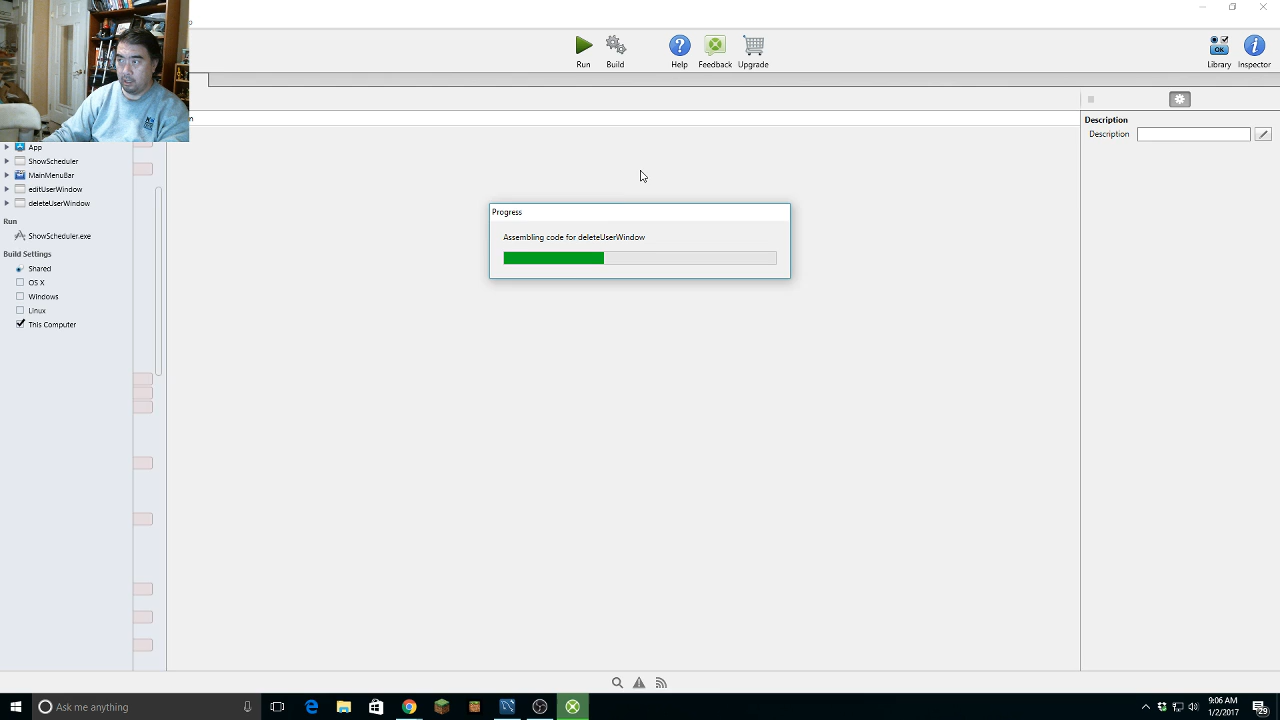 Run Build Help Feedback Upgrade Library Inspector
OK
Description
Description
App
ShowScheduler
MainMenuBar
editUserWindow
deleteUserWindow
Run
ShowScheduler.exe
Build Settings
Shared
OS X
Windows
Linux
This Computer
Progress
Assembling code for deleteUserWindow
Ask me anything
9:06 AM
1/2/2017